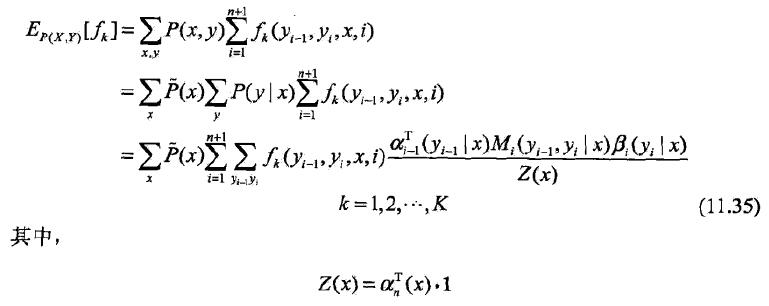 E_{P(X,Y)}[f_k] = \sum_{x,y} P(x,y) \sum_{i=1}^{n+1} f_k(y_{i-1}, y_i, x, i)
= \sum_x \tilde{P}(x) \sum_y P(y|x) \sum_{i=1}^{n+1} f_k(y_{i-1}, y_i, x, i)
= \sum_x \tilde{P}(x) \sum_{i=1}^{n+1} \sum_{y_{i-1} y_i} f_k(y_{i-1}, y_i, x, i) \frac{\alpha_{i-1}^T(y_{i-1}|x) M_i(y_{i-1}, y_i|x) \beta_i(y_i|x)}{Z(x)}
k = 1,2,⋯,K (11.35)
其中,
Z(x) = \alpha_n^T(x)·1